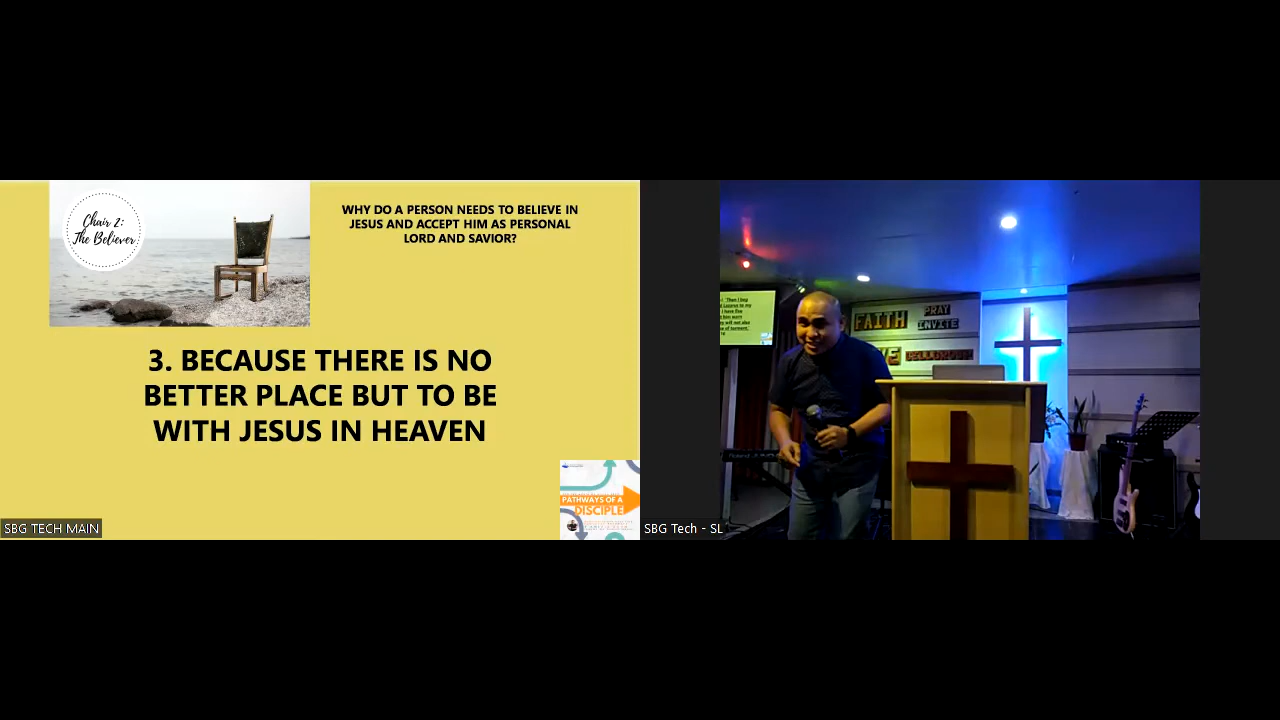 Chair 2:
The Believer
WHY DO A PERSON NEEDS TO BELIEVE IN
JESUS AND ACCEPT HIM AS PERSONAL
LORD AND SAVIOR?
3. BECAUSE THERE IS NO
BETTER PLACE BUT TO BE
WITH JESUS IN HEAVEN
PATHWAYS OF A
DISCIPLE
SBG TECH MAIN
FAITH
PRAY
INVITE
SBG Tech - SL